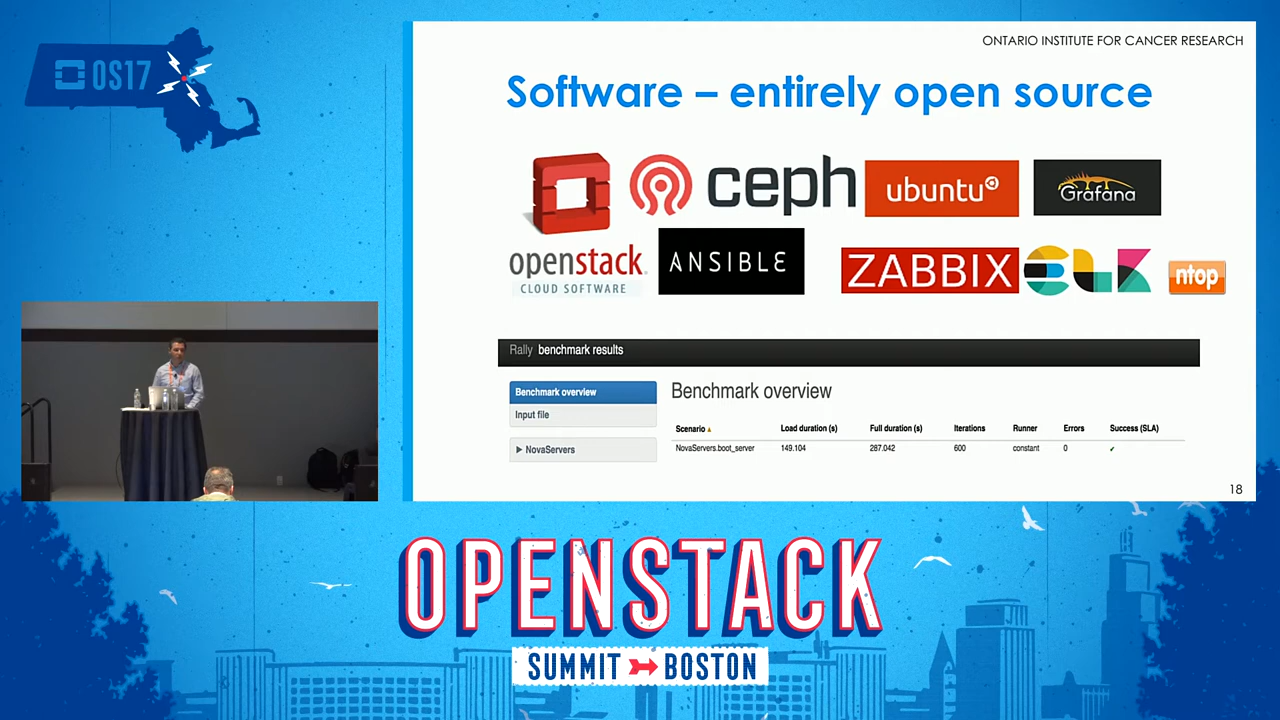 OS17
ONTARIO INSTITUTE FOR CANCER RESEARCH
Software – entirely open source
openstack
CLOUD SOFTWARE
ceph
ubuntu
Grafana
ANSIBLE
ZABBIX
ELK
ntop
Rally benchmark results
Benchmark overview
Input file
NovaServers
Benchmark overview
Scenario Load duration (s) Full duration (s) Iterations Runner Errors Success (SLA)
NovaServers.boot_server 149.104 287.042 600 constant 0 ✓
18
OPENSTACK
SUMMIT BOSTON